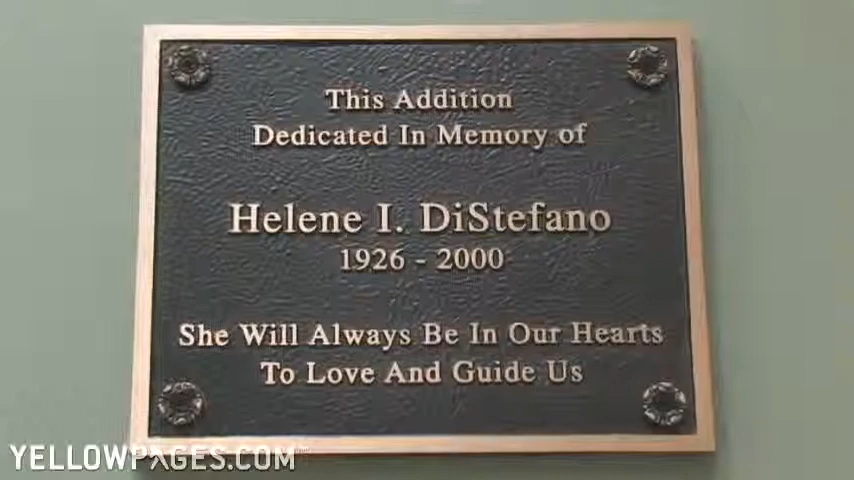 This Addition
Dedicated In Memory of
Helene I. DiStefano
1926 - 2000
She Will Always Be In Our Hearts
To Love And Guide Us
YELLOWPAGES.COM